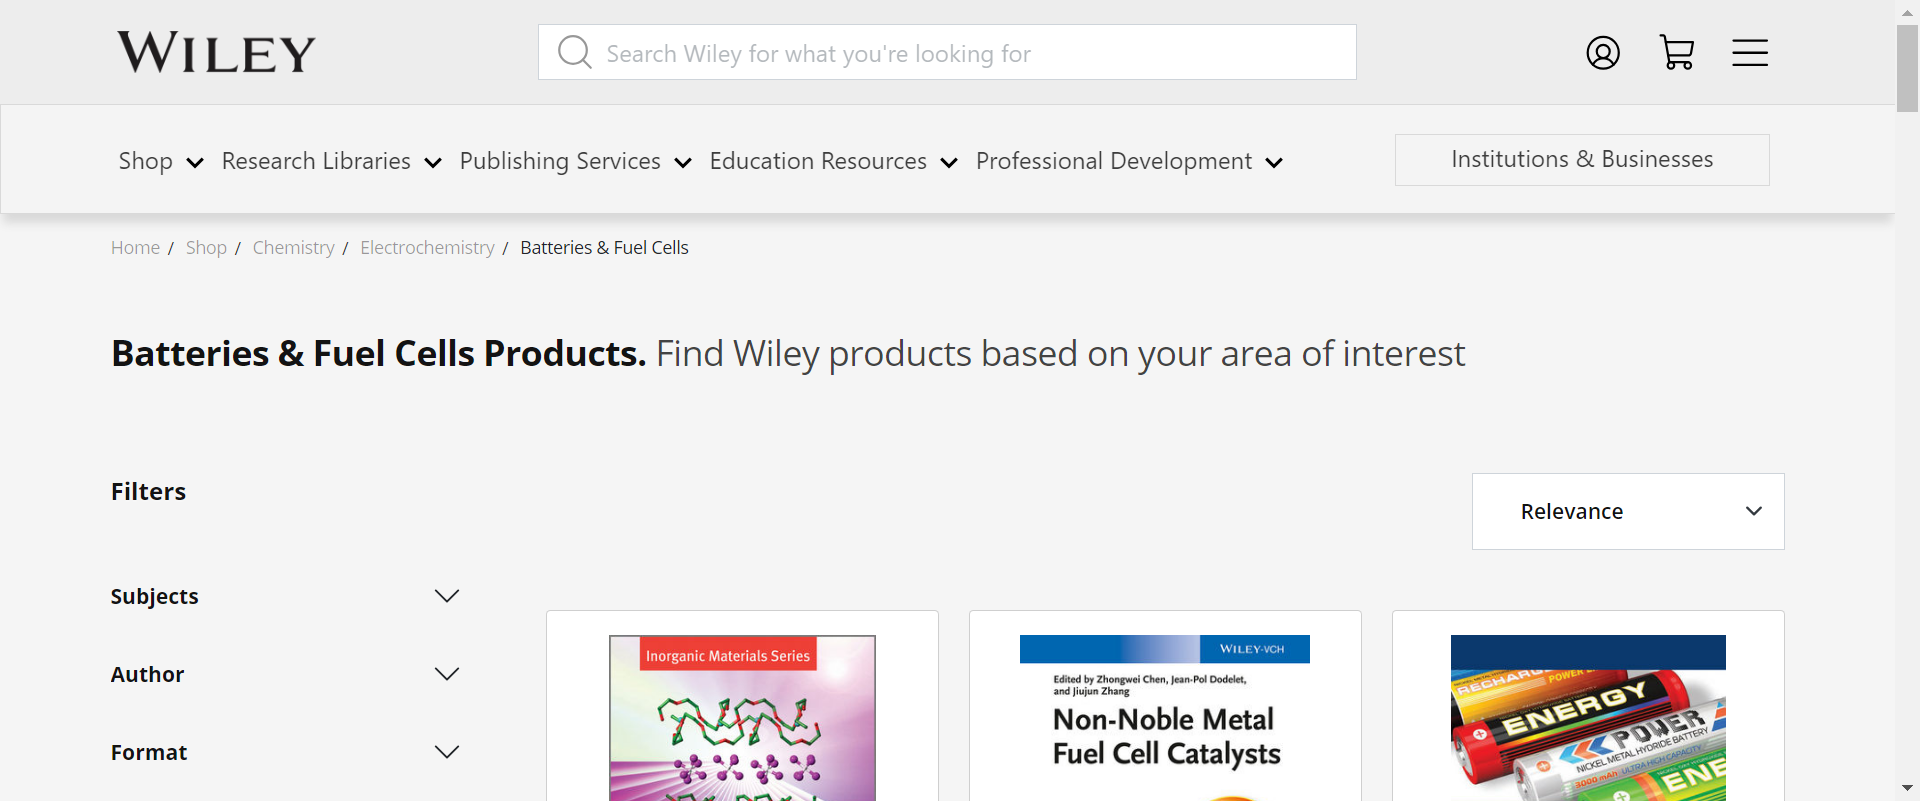 WILEY
Search Wiley for what you're looking for
Shop Research Libraries Publishing Services Education Resources Professional Development Institutions & Businesses
Home / Shop / Chemistry / Electrochemistry / Batteries & Fuel Cells
Batteries & Fuel Cells Products. Find Wiley products based on your area of interest
Filters
Relevance
Subjects
Author
Format
Inorganic Materials Series
WILEY-VCH
Edited by Zhongwei Chen, Jean-Pol Dodelet,
and Jiujun Zhang
Non-Noble Metal
Fuel Cell Catalysts
POWER
ENERGY
POWER
NICKEL METAL HYDRIDE BATTERY
3000 mAh ULTRA HIGH CAPACITY